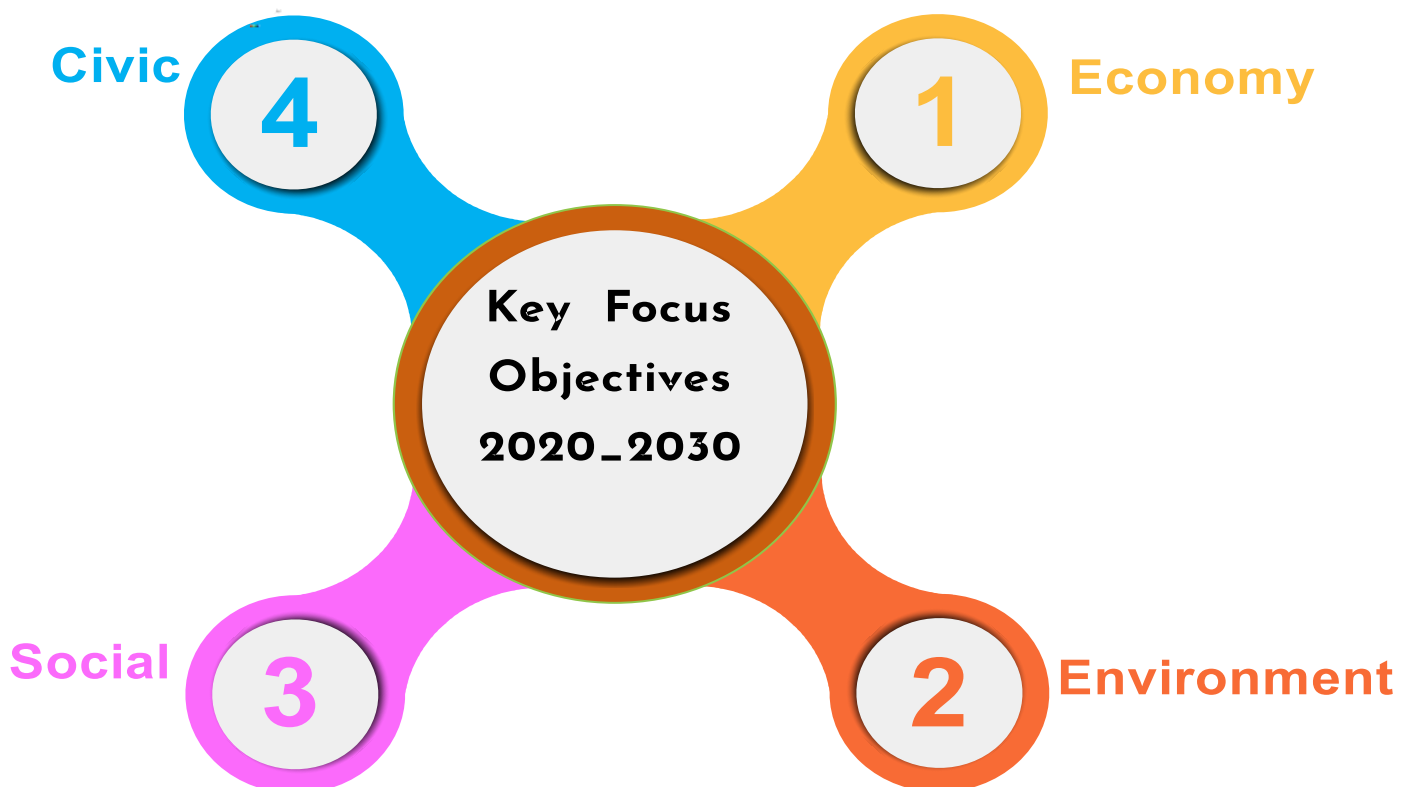 Civic
4
1
Economy
Key Focus
Objectives
2020_2030
Social
3
2
Environment